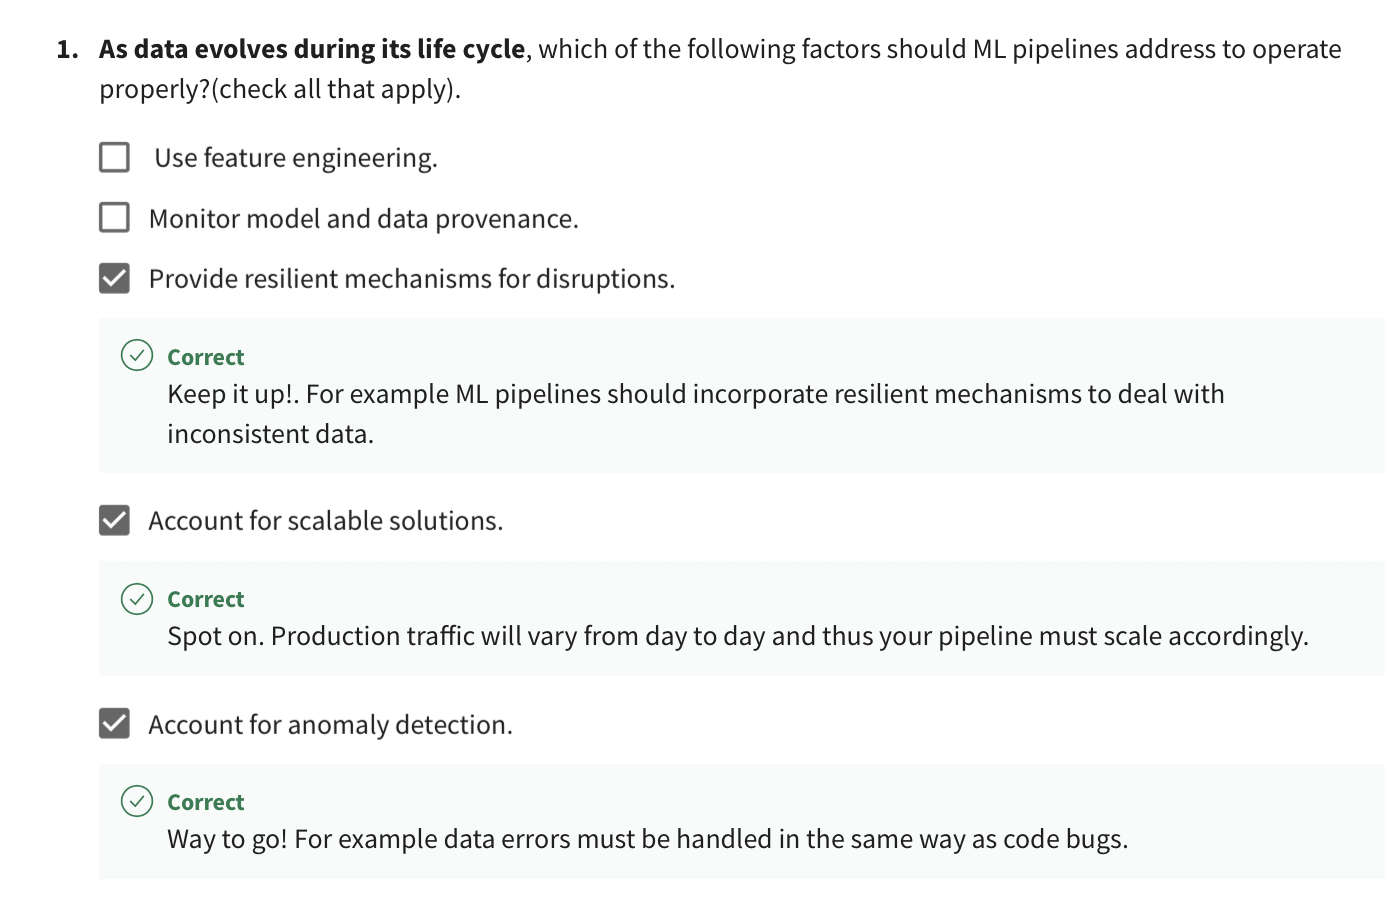 1. As data evolves during its life cycle, which of the following factors should ML pipelines address to operate
properly?(check all that apply).
Use feature engineering.
Monitor model and data provenance.
Provide resilient mechanisms for disruptions.
Correct
Keep it up!. For example ML pipelines should incorporate resilient mechanisms to deal with
inconsistent data.
Account for scalable solutions.
Correct
Spot on. Production traffic will vary from day to day and thus your pipeline must scale accordingly.
Account for anomaly detection.
Correct
Way to go! For example data errors must be handled in the same way as code bugs.